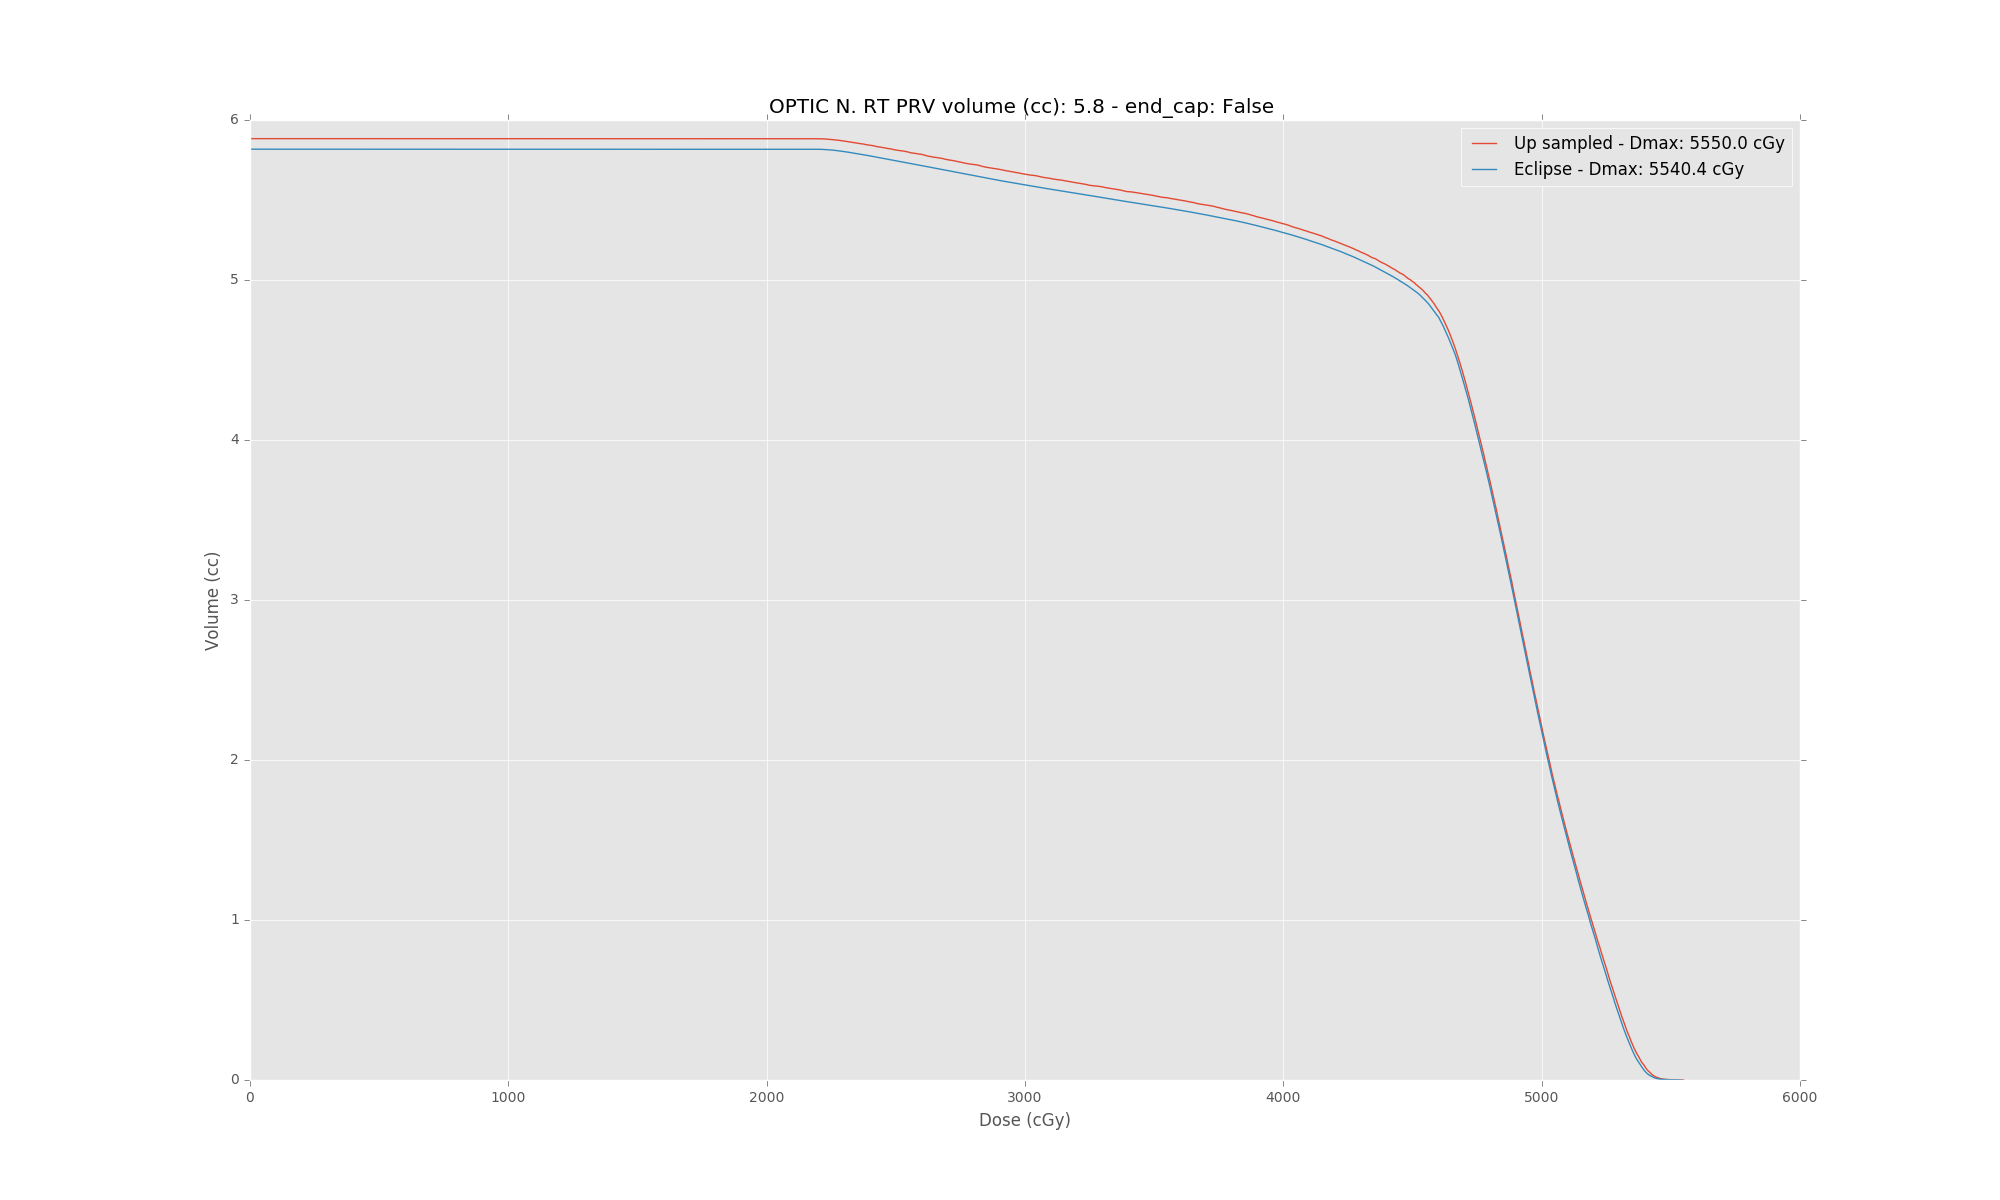 OPTIC N. RT PRV volume (cc): 5.8 - end_cap: False
Up sampled - Dmax: 5550.0 cGy
Eclipse - Dmax: 5540.4 cGy
6
5
4
3
2
1
0
Volume (cc)
0 1000 2000 3000 4000 5000 6000
Dose (cGy)